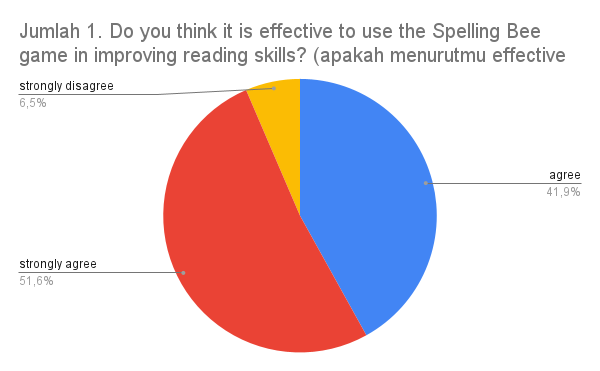 Jumlah 1. Do you think it is effective to use the Spelling Bee
game in improving reading skills? (apakah menurutmu effective
strongly disagree
6,5%
agree
41,9%
strongly agree
51,6%